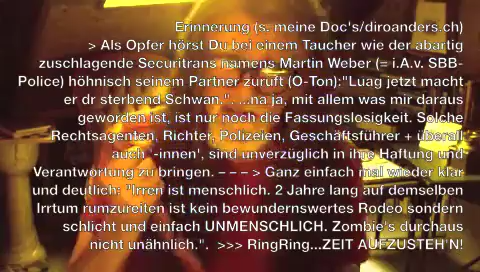 Erinnerung (s. meine Doc's/diroanders.ch)
> Als Opfer hörst Du bei einem Taucher wie der abartig
zuschlagende Securitrans namens Martin Weber (= i.A.v. SBB-
Police) höhnisch seinem Partner zuruft (O-Ton):"Luag jetzt macht
er dr sterbend Schwan.". ...na ja, mit allem was mir daraus
geworden ist, ist nur noch die Fassungslosigkeit. Solche
Rechtsagenten, Richter, Polizeien, Geschäftsführer + überall
auch '-innen', sind unverzüglich in ihre Haftung und
Verantwortung zu bringen. – – – > Ganz einfach mal wieder klar
und deutlich: "Irren ist menschlich. 2 Jahre lang auf demselben
Irrtum rumzureiten ist kein bewundernswertes Rodeo sondern
schlicht und einfach UNMENSCHLICH. Zombie's durchaus
nicht unähnlich.". >>> RingRing...ZEIT AUFZUSTEH'N!